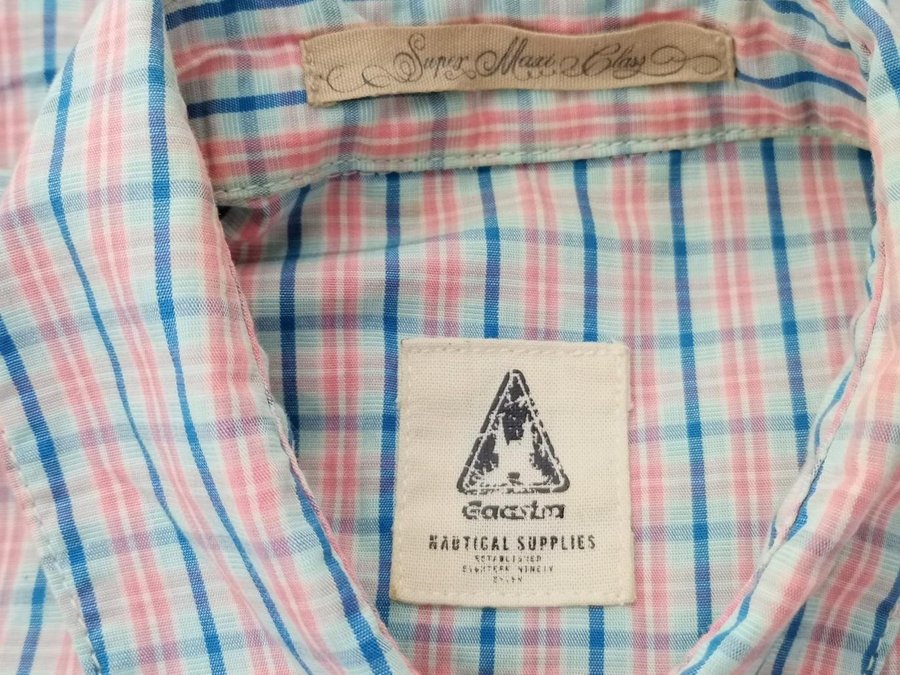 Super Maxi Class
Gaastra
NAUTICAL SUPPLIES
ESTABLISHED
EIGHTEEN NINETY
SEVEN